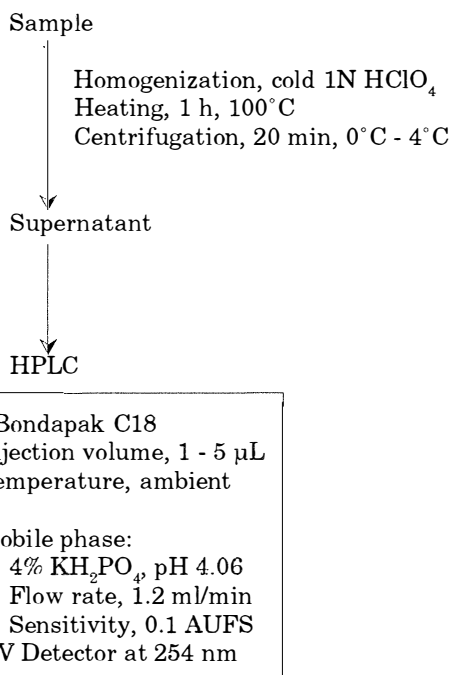 Sample
Homogenization, cold 1N HClO₄
Heating, 1 h, 100°C
Centrifugation, 20 min, 0°C - 4°C
Supernatant
HPLC
Bondapak C18
jection volume, 1 - 5 µL
emperature, ambient
obile phase:
4% KH₂PO₄, pH 4.06
Flow rate, 1.2 ml/min
Sensitivity, 0.1 AUFS
V Detector at 254 nm